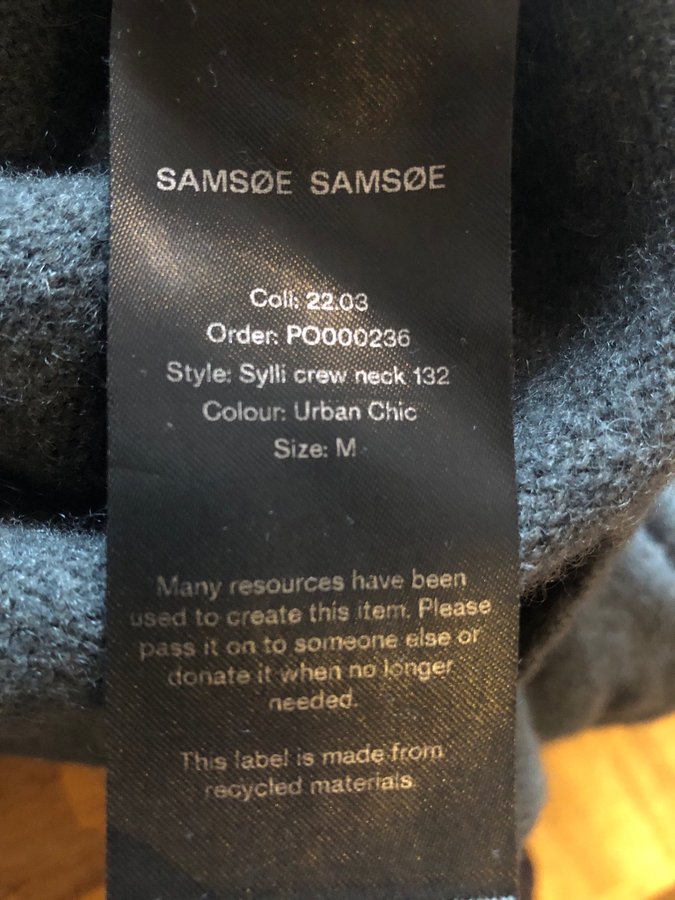 SAMSØE SAMSØE
Coll: 22.03
Order: PO000236
Style: Sylli crew neck 132
Colour: Urban Chic
Size: M
Many resources have been
used to create this item. Please
pass it on to someone else or
donate it when no longer
needed.
This label is made from
recycled materials